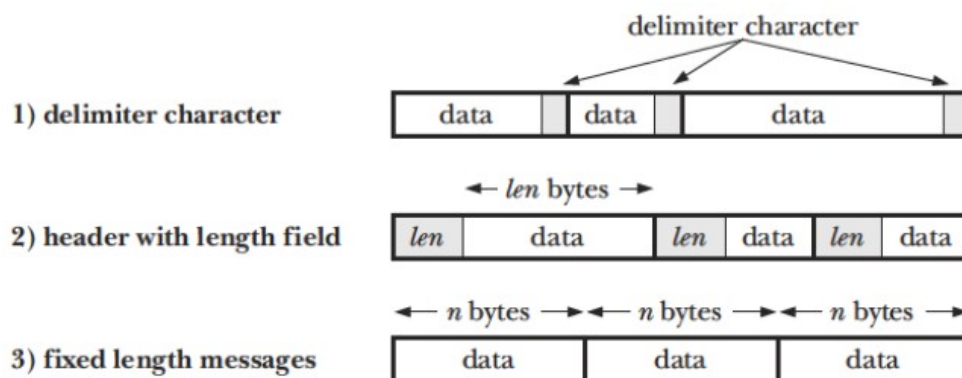 delimiter character
1) delimiter character data data data
len bytes
2) header with length field len data len data len data
n bytes n bytes n bytes
3) fixed length messages data data data